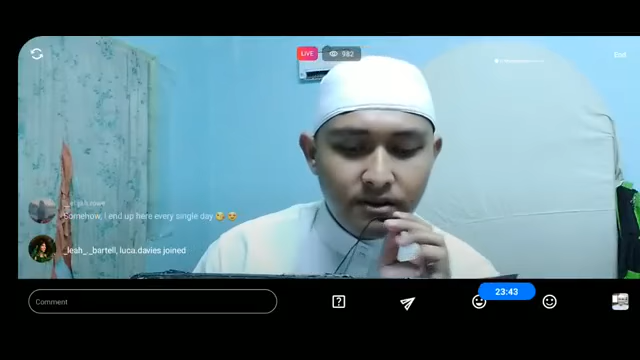 LIVE
982
End
Somehow, I end up here every single day 🥲 🥰
_leah_._bartell, luca.davies joined
Comment
23:43